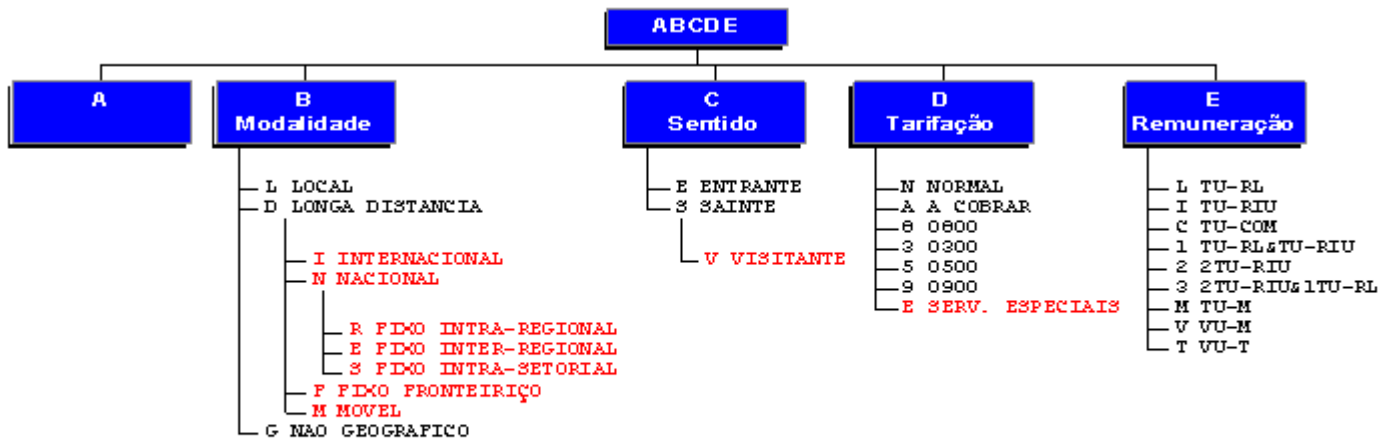 ABCDE
A
B
Modalidade
L LOCAL
D LONGA DISTANCIA
I INTERNACIONAL
N NACIONAL
R FIXO INTRA-REGIONAL
E FIXO INTER-REGIONAL
S FIXO INTRA-SETORIAL
F FIXO FRONTEIRIÇO
M MOVEL
G NAO GEOGRAFICO
C
Sentido
E ENTRANTE
S SAINTE
V VISITANTE
D
Tarifação
N NORMAL
A A COBRAR
8 0800
3 0300
5 0500
9 0900
E SERV. ESPECIAIS
E
Remuneração
L TU-RL
I TU-RIU
C TU-COM
1 TU-RL&TU-RIU
2 2TU-RIU
3 2TU-RIU&1TU-RL
M TU-M
V VU-M
T VU-T